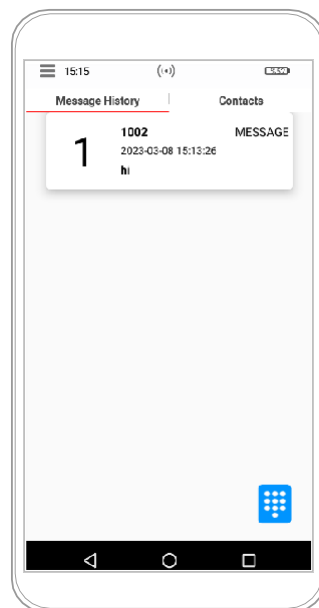 15:15
Message History
Contacts
1
1002
MESSAGE
2023-03-08 15:13:26
hi